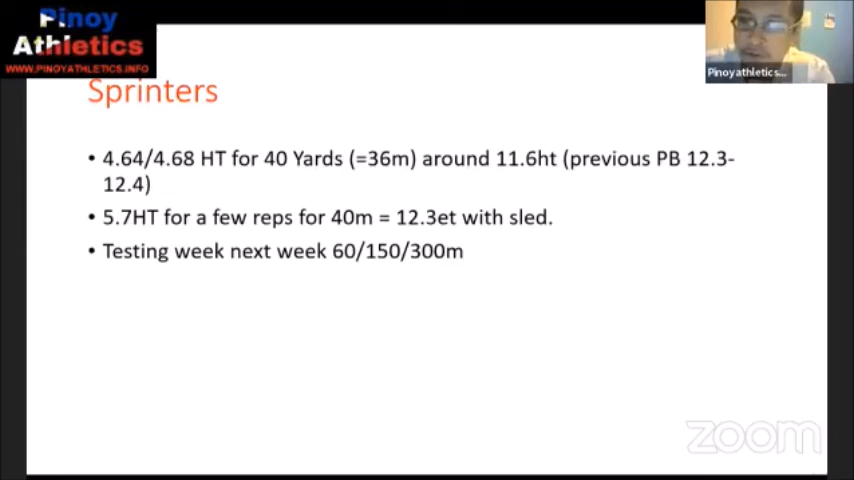 Pinoy
Athletics
WWW.PINOYATHLETICS.INFO
Pinoyathletics...
Sprinters
• 4.64/4.68 HT for 40 Yards (=36m) around 11.6ht (previous PB 12.3-
12.4)
• 5.7HT for a few reps for 40m = 12.3et with sled.
• Testing week next week 60/150/300m
zoom